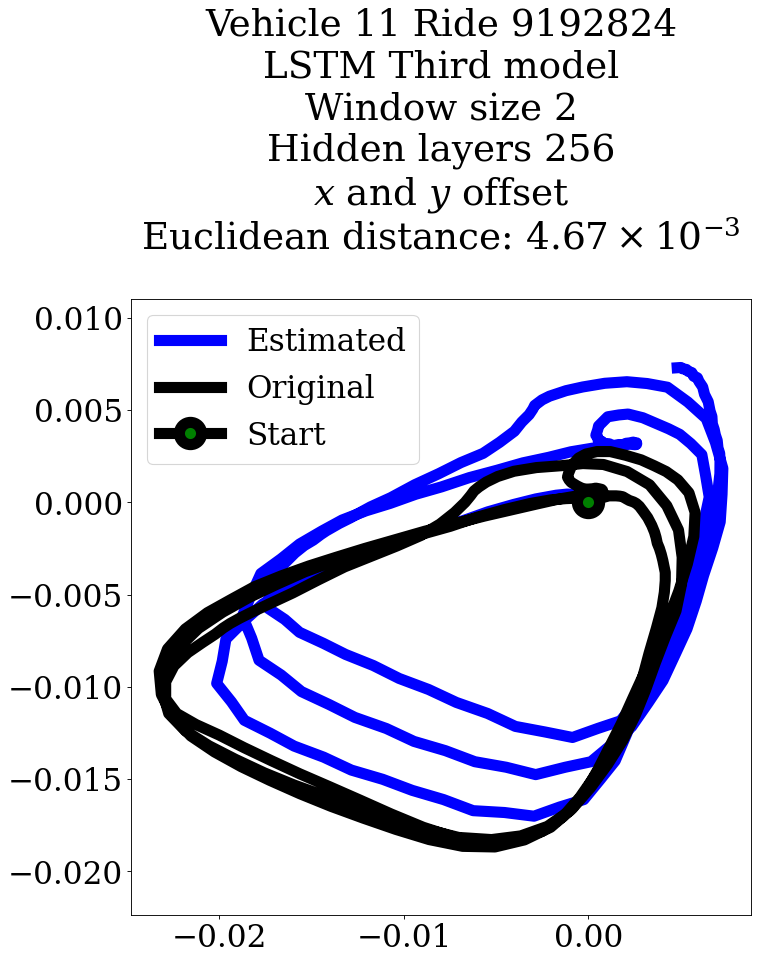 Vehicle 11 Ride 9192824
LSTM Third model
Window size 2
Hidden layers 256
x and y offset
Euclidean distance: 4.67 × 10⁻³
Estimated
Original
Start
0.010
0.005
0.000
−0.005
−0.010
−0.015
−0.020
−0.02
−0.01
0.00